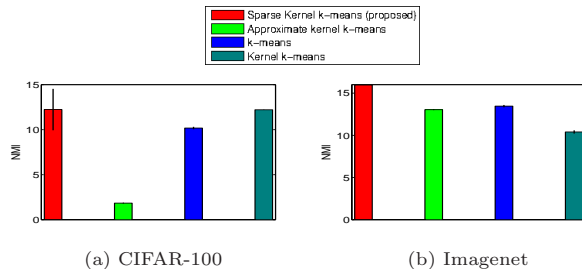 Sparse Kernel k−means (proposed)
Approximate kernel k−means
k−means
Kernel k−means
15
10
5
0
NMI
15
10
5
0
NMI
(a) CIFAR-100
(b) Imagenet